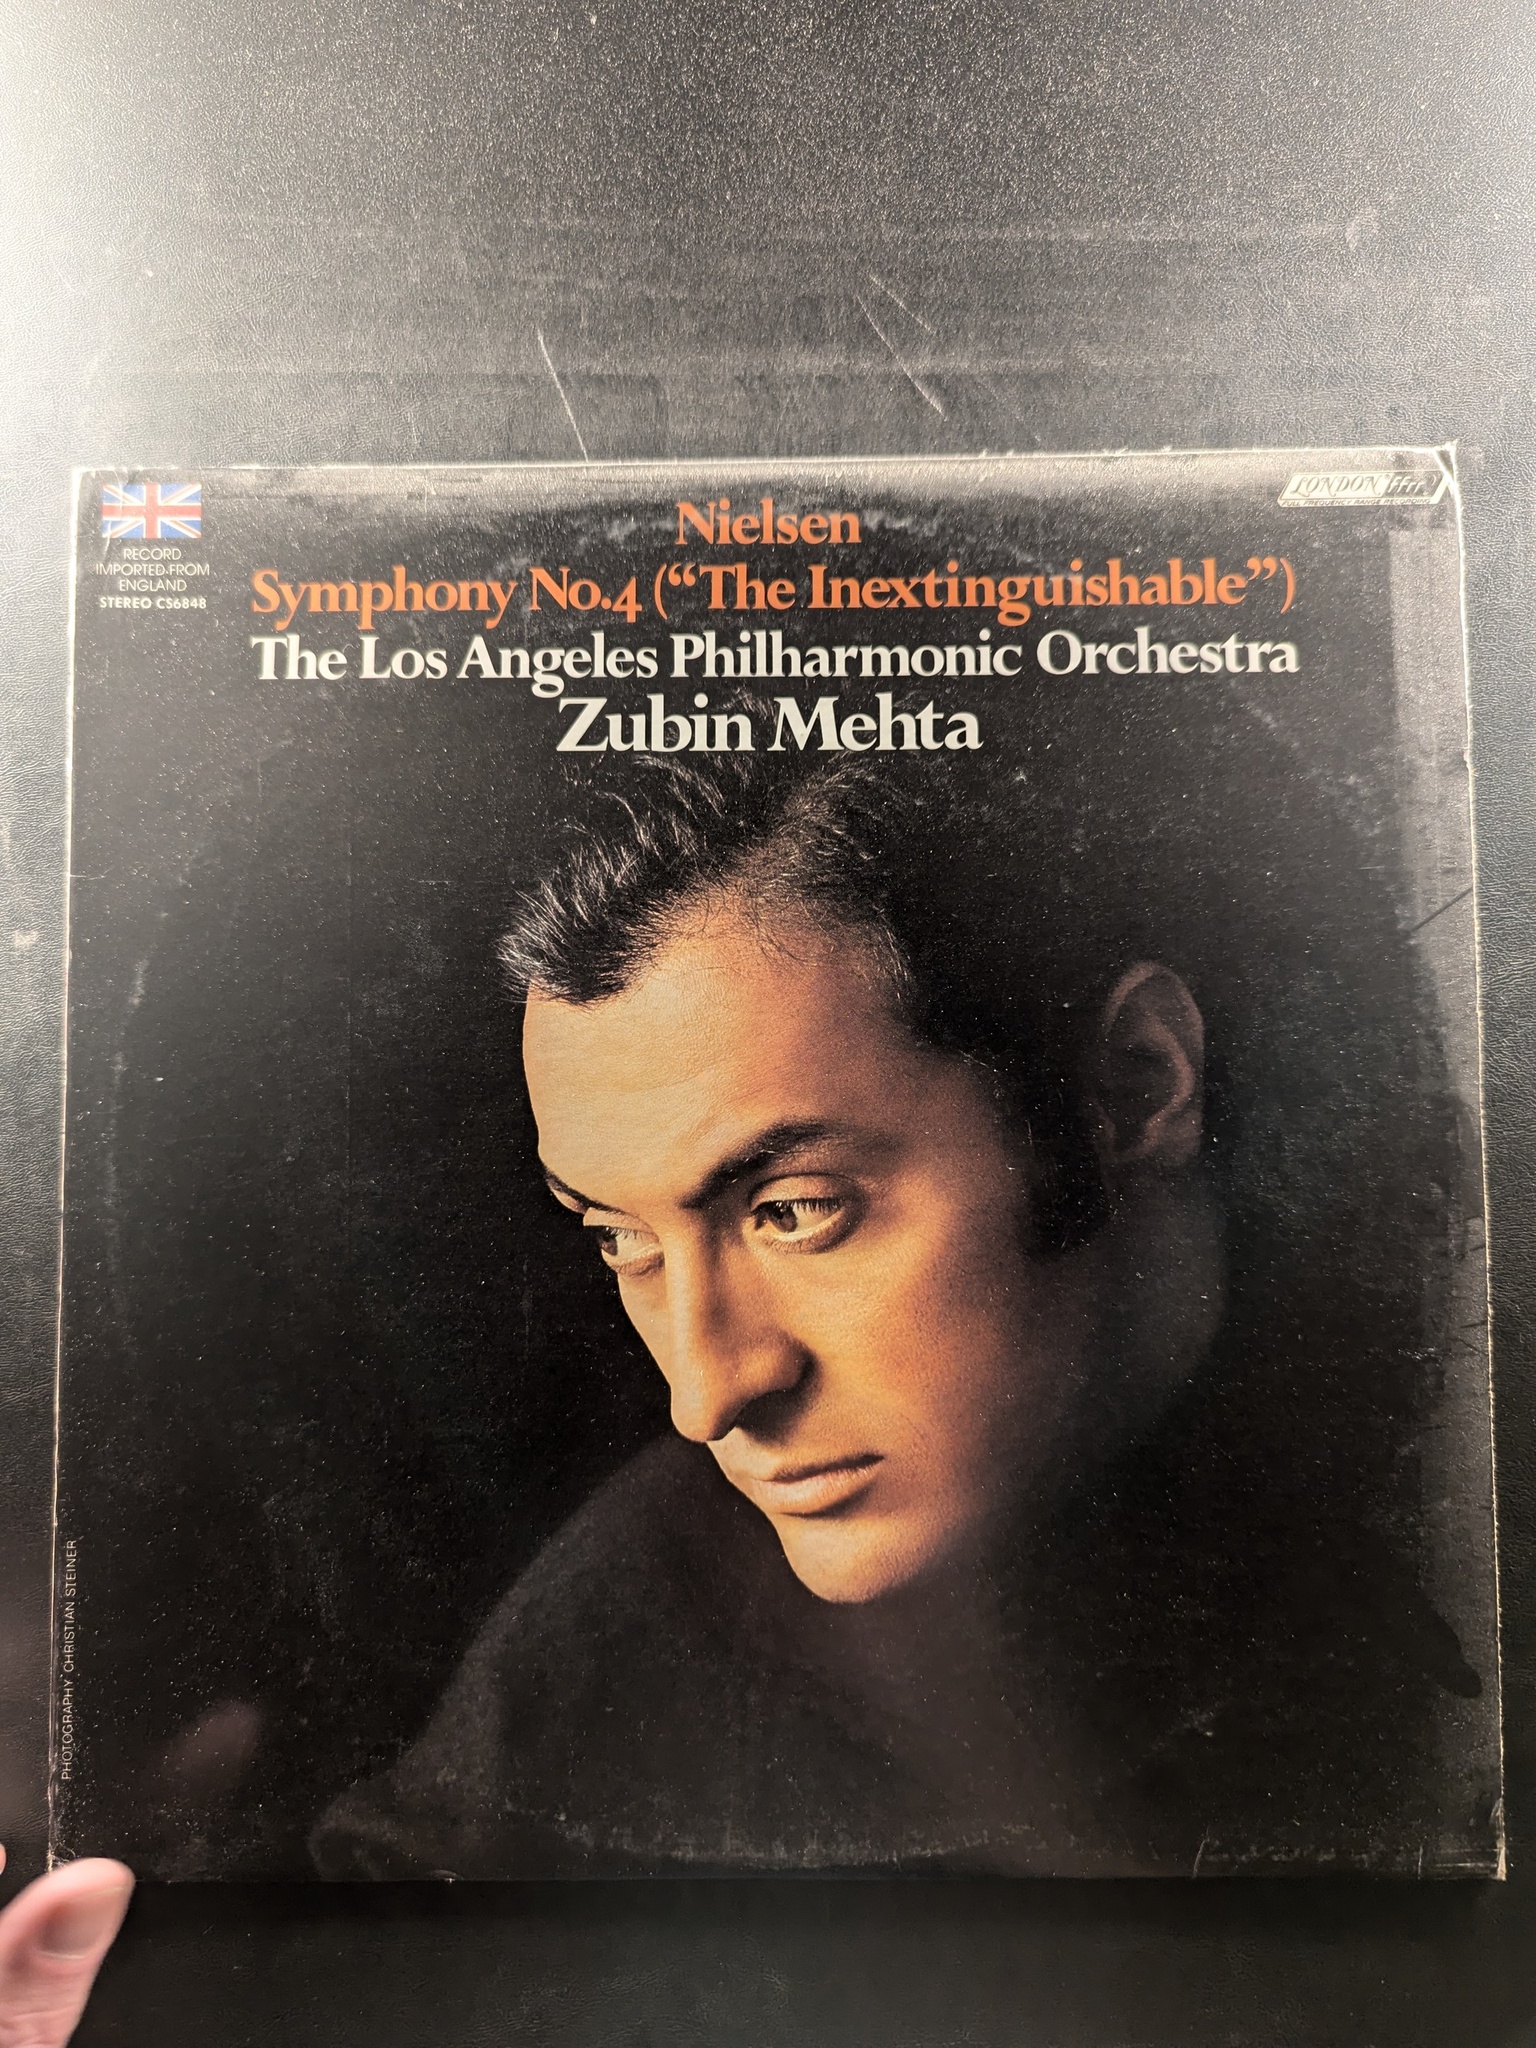 LONDON ffrr
Nielsen
Symphony No.4 (“The Inextinguishable”)
The Los Angeles Philharmonic Orchestra
Zubin Mehta
RECORD
IMPORTED FROM
ENGLAND
STEREO CS6848
PHOTOGRAPHY CHRISTIAN STEINER